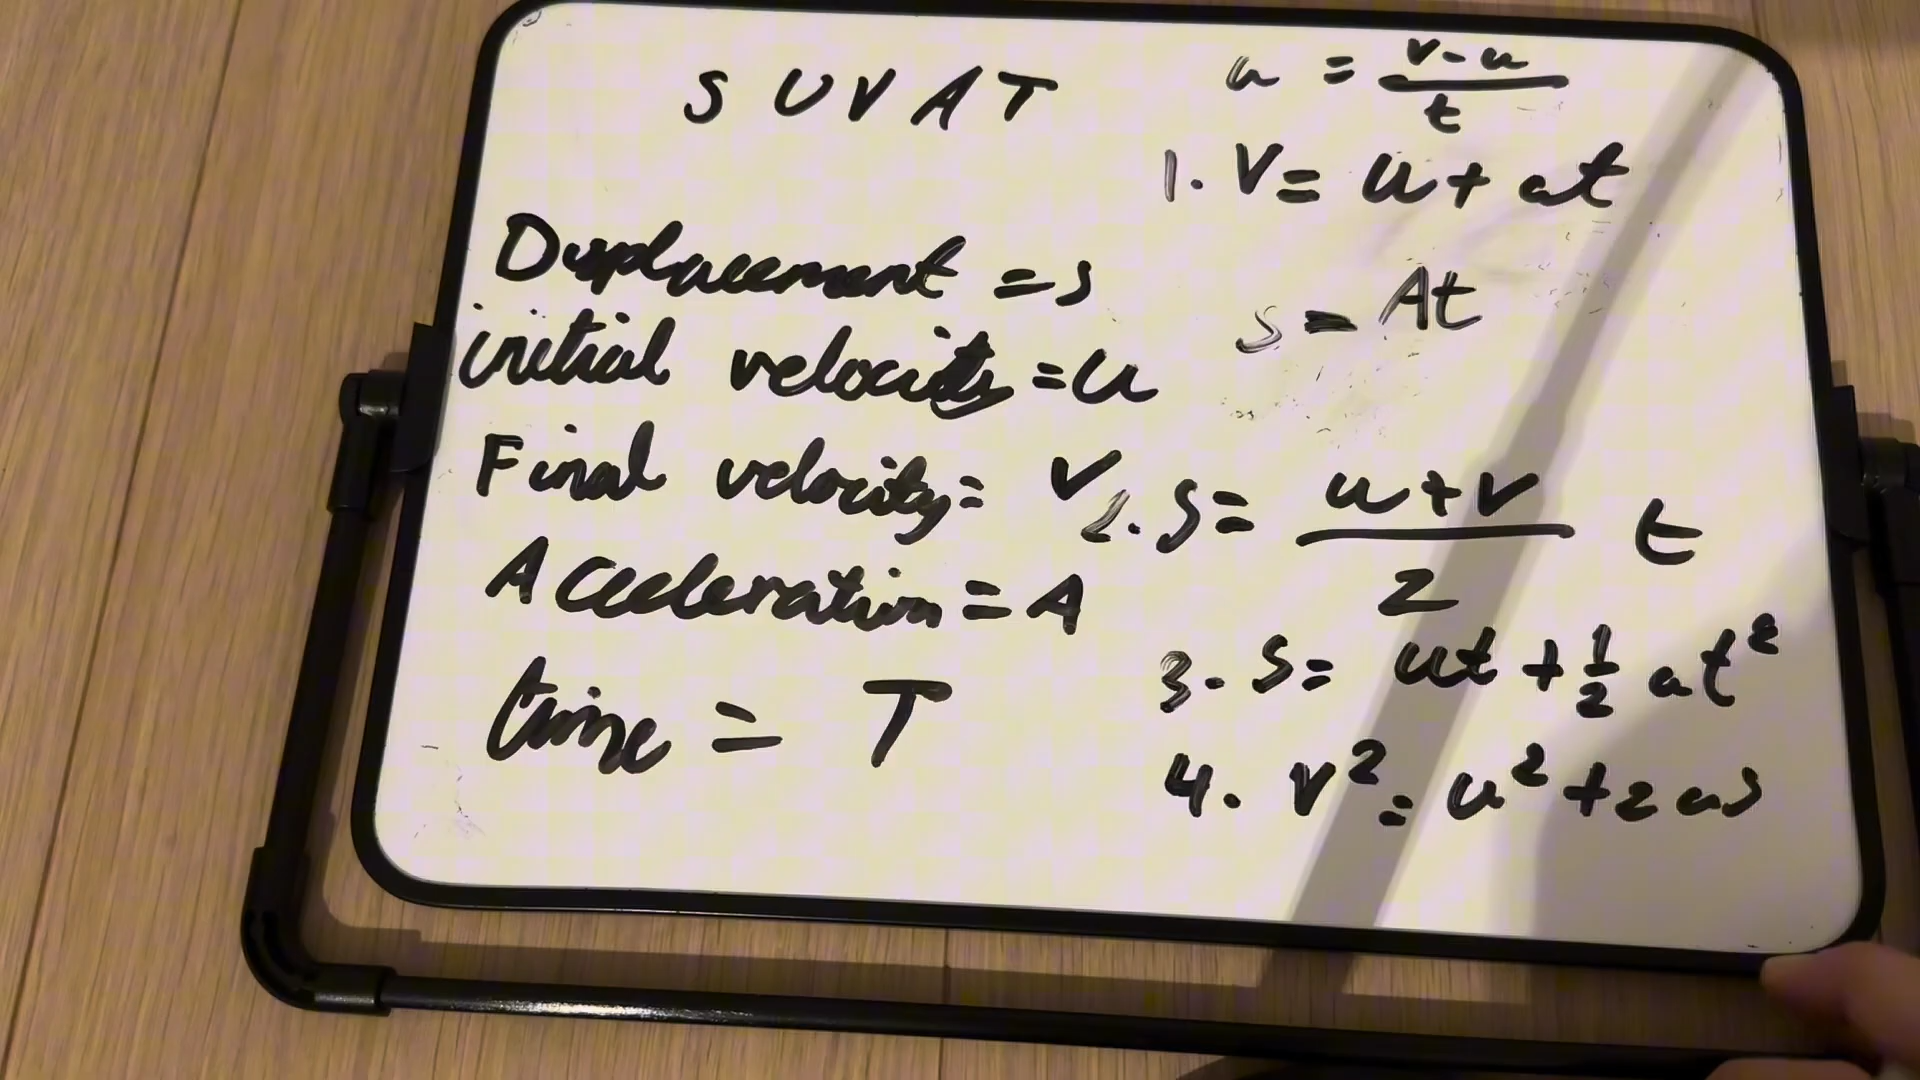 S U V A T
Displacement = s
initial velocity = u
Final velocity = v
Acceleration = A
time = T
a = v-u / t
1. v = u + at
s = At
2. s = u+v / 2 t
3. s = ut + 1/2 at²
4. v² = u² + 2as